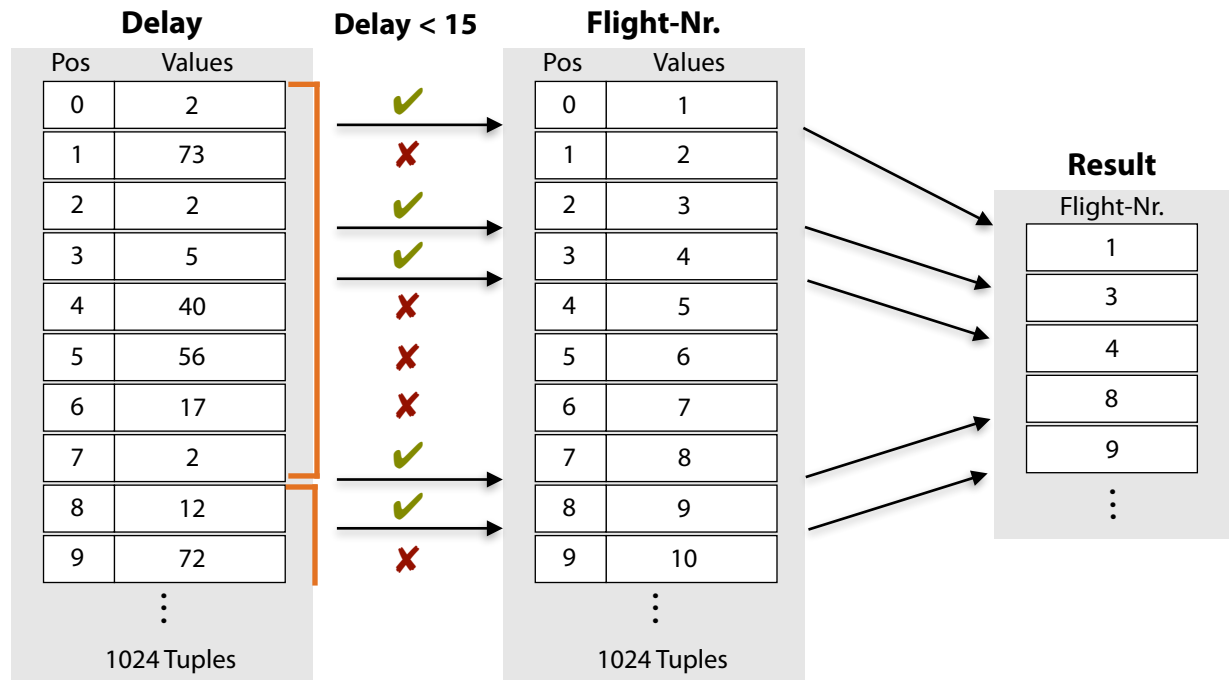 Delay
Delay < 15
Flight-Nr.
Pos Values
0 2
1 73
2 2
3 5
4 40
5 56
6 17
7 2
8 12
9 72
1024 Tuples
Pos Values
0 1
1 2
2 3
3 4
4 5
5 6
6 7
7 8
8 9
9 10
1024 Tuples
Result
Flight-Nr.
1
3
4
8
9